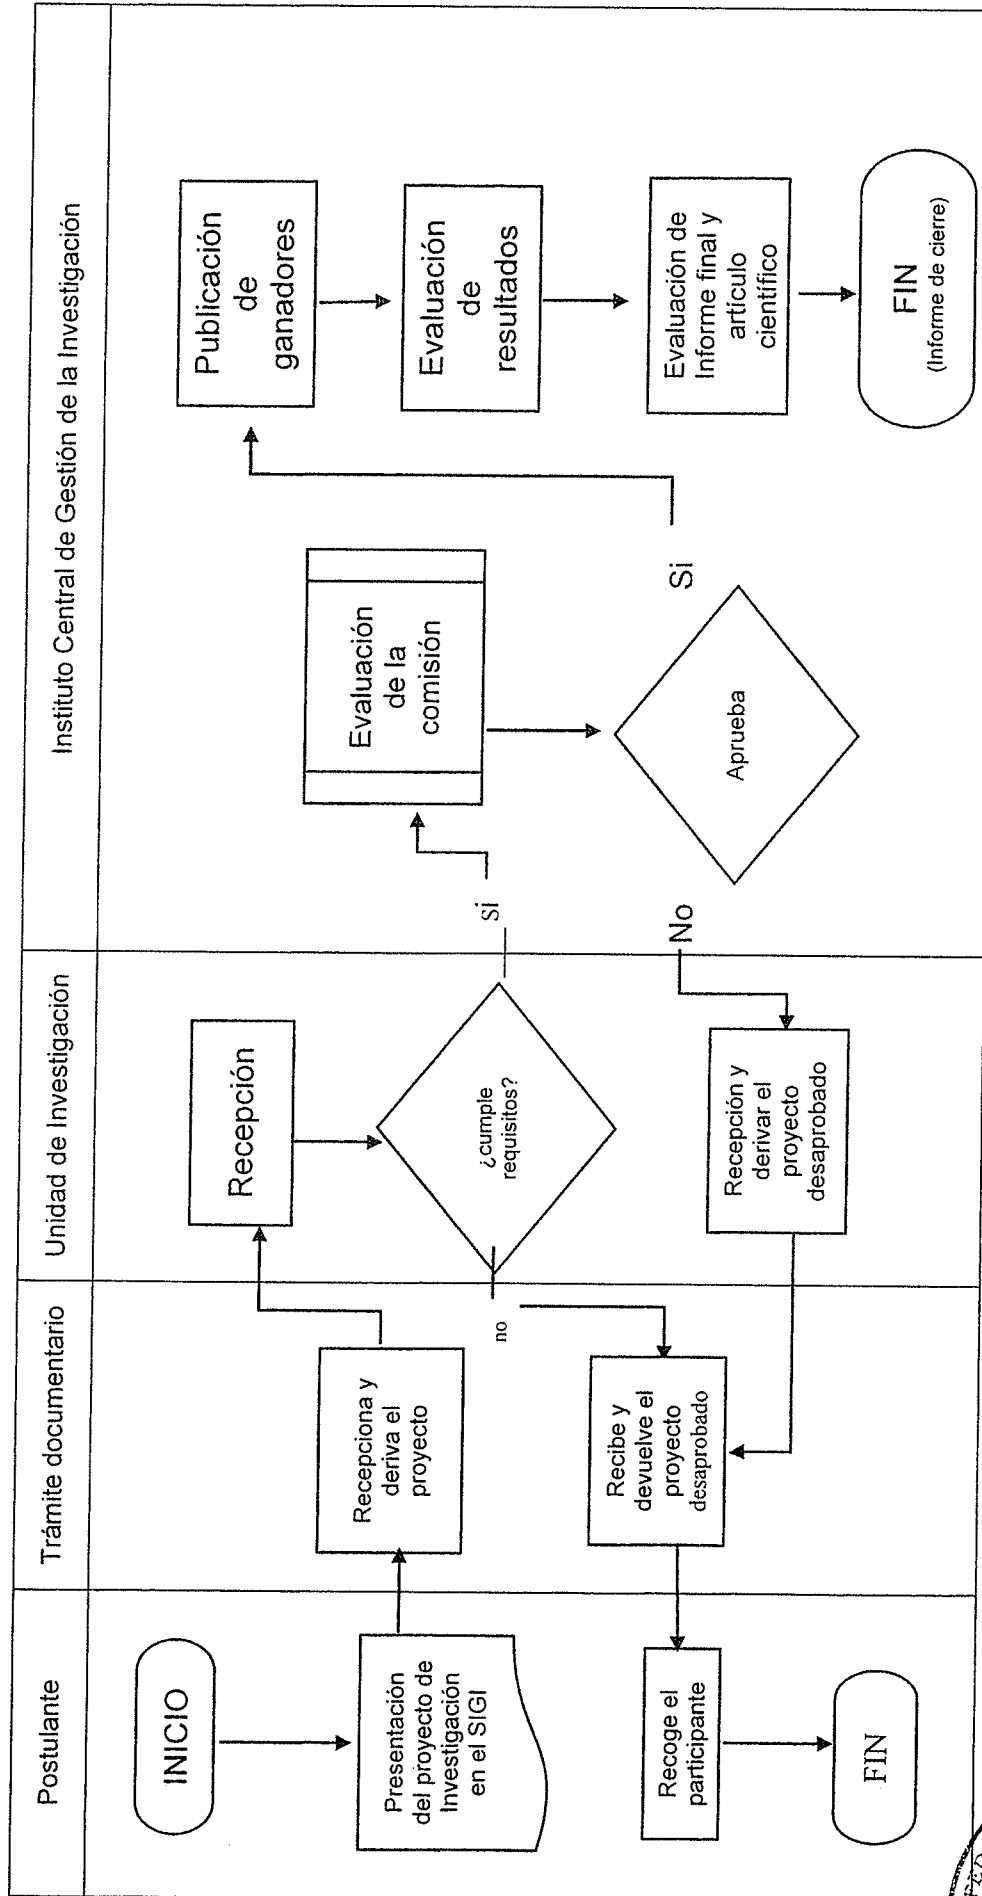 Postulante
Trámite documentario
Unidad de Investigación
Instituto Central de Gestión de la Investigación
INICIO
Presentación
del proyecto de
Investigación
en el SIGI
Recoge el
participante
FIN
Recepciona y
deriva el
proyecto
no
Recibe y
devuelve el
proyecto
desaprobado
Recepción
¿cumple
requisitos?
Recepción y
derivar el
proyecto
desaprobado
Si
Evaluación
de la
comisión
Aprueba
No
Si
Publicación
de
ganadores
Evaluación
de
resultados
Evaluación de
Informe final y
artículo
científico
FIN
(Informe de cierre)